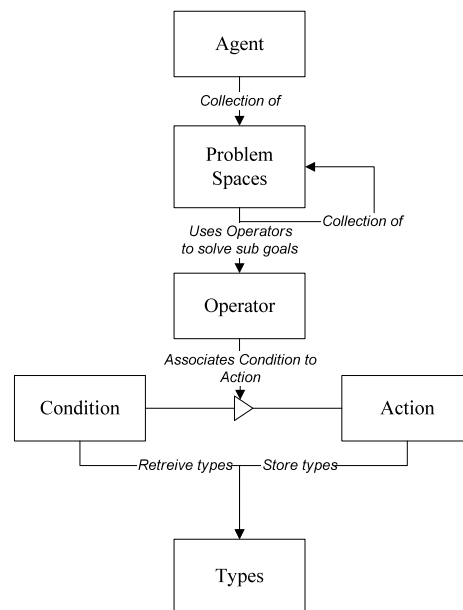 Agent
Collection of
Problem
Spaces
Collection of
Uses Operators
to solve sub goals
Operator
Associates Condition to
Action
Condition
Action
Retreive types
Store types
Types